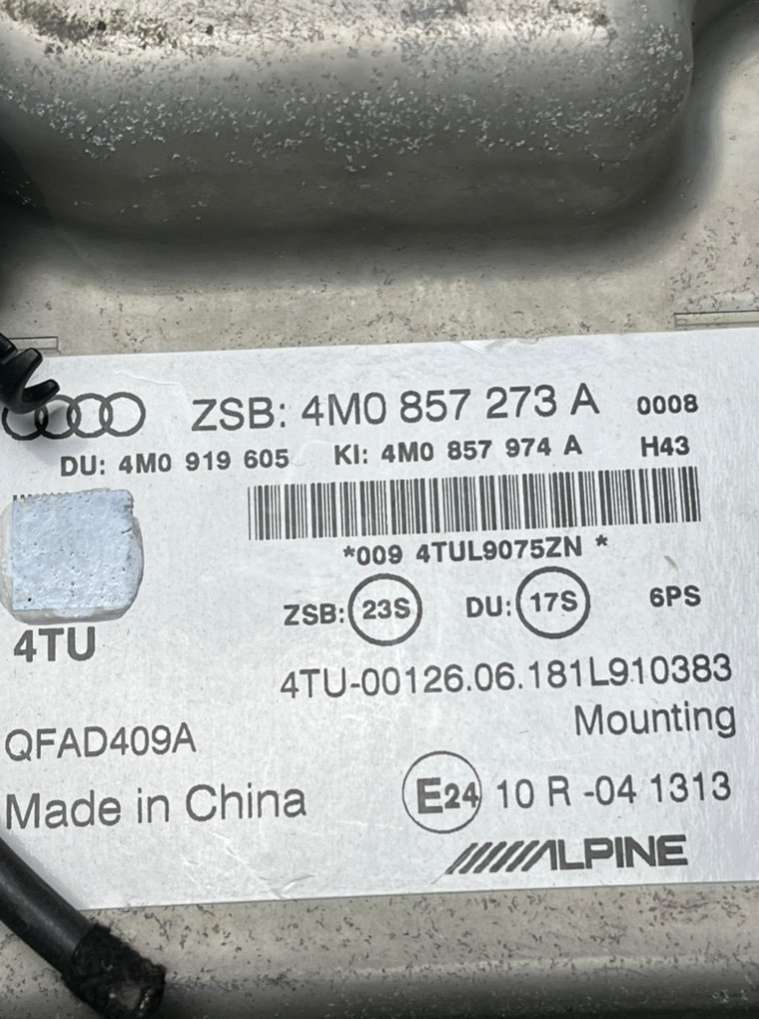 ZSB: 4M0 857 273 A 0008
DU: 4M0 919 605 KI: 4M0 857 974 A H43
*009 4TUL9075ZN *
ZSB: 23S DU: 17S 6PS
4TU
4TU-00126.06.181L910383
Mounting
QFAD409A
Made in China
E24 10 R -04 1313
ALPINE